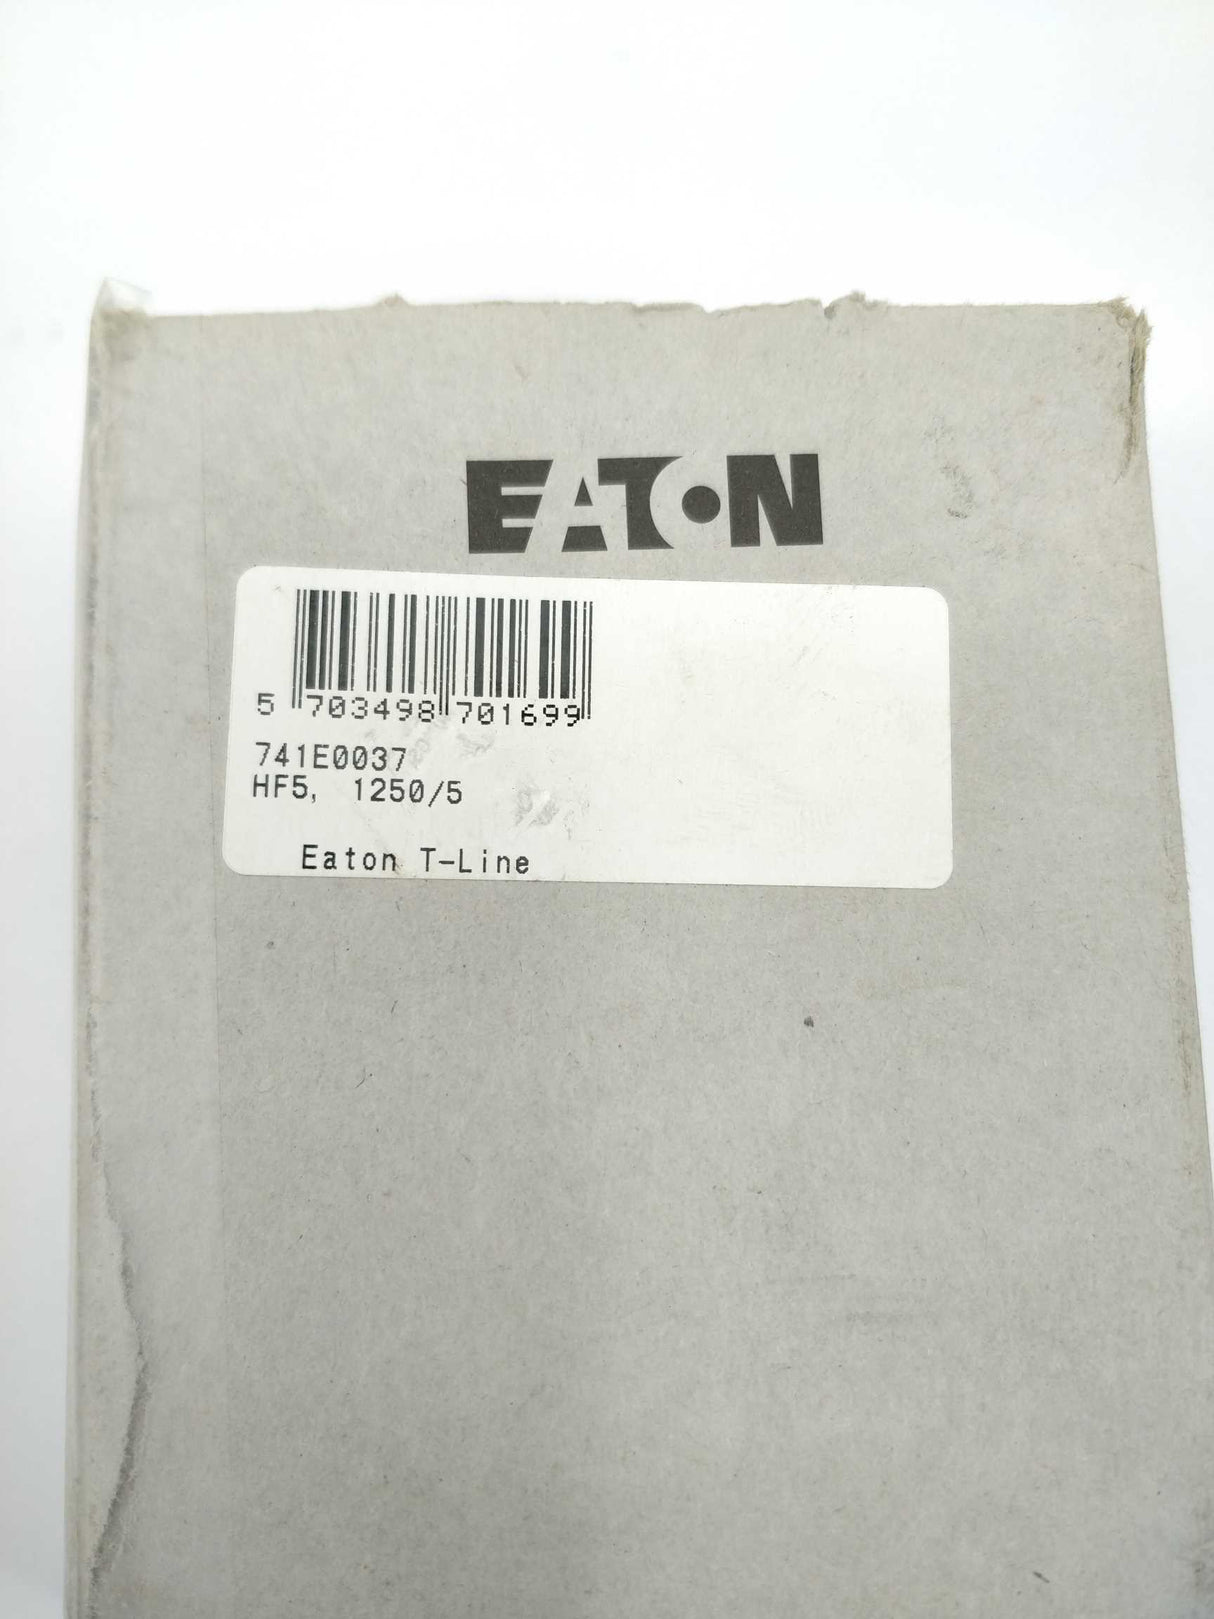 EATON
5 703498 701699
741E0037
HF5, 1250/5
Eaton T-Line